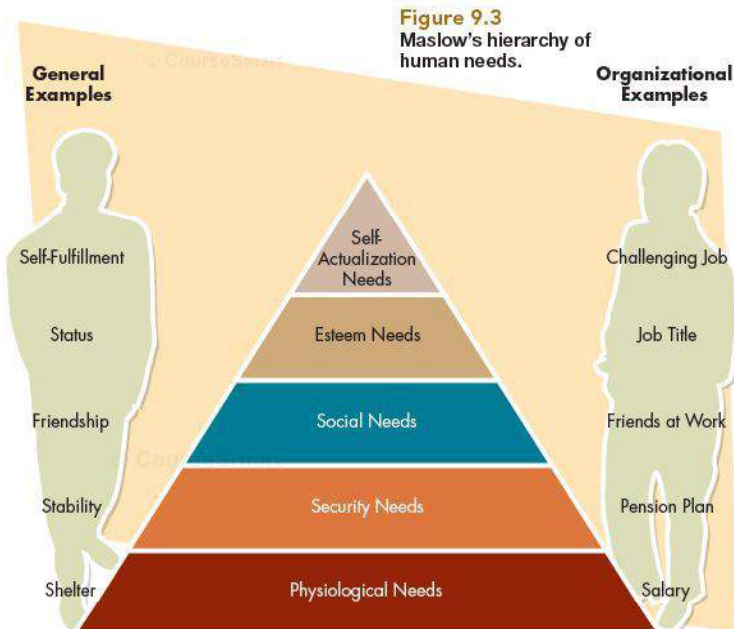 Figure 9.3
Maslow's hierarchy of
human needs.
© CourseSmart
General
Examples
Organizational
Examples
Self-Fulfillment
Self-
Actualization
Needs
Challenging Job
Status
Esteem Needs
Job Title
Friendship
Social Needs
Friends at Work
© CourseSmart
Stability
Security Needs
Pension Plan
Shelter
Physiological Needs
Salary